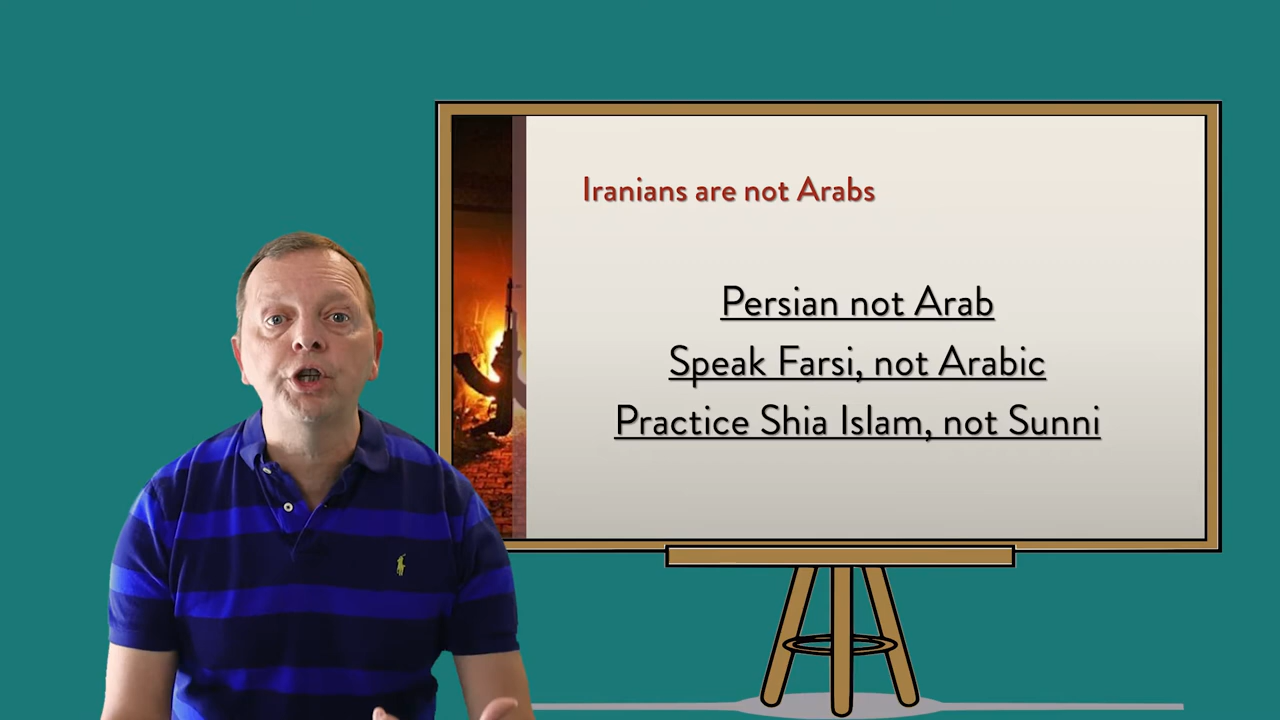 Iranians are not Arabs
Persian not Arab
Speak Farsi, not Arabic
Practice Shia Islam, not Sunni